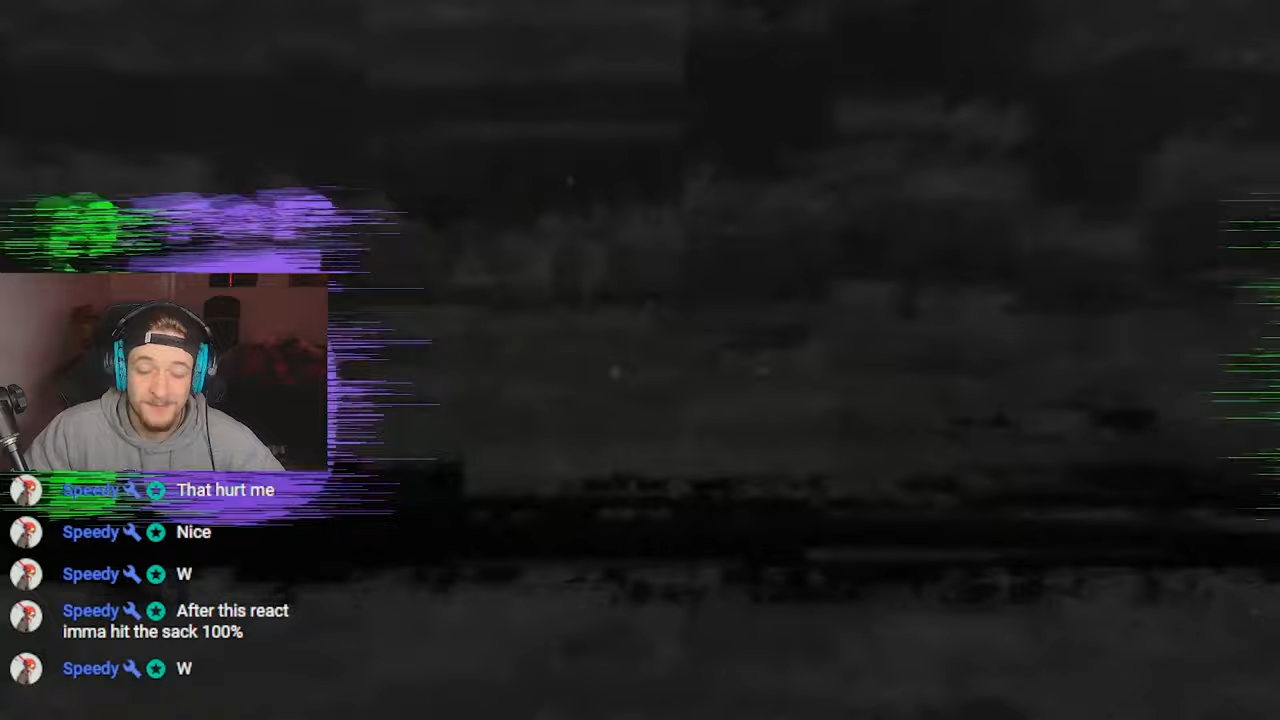 Speedy That hurt me
Speedy Nice
Speedy W
Speedy After this react
imma hit the sack 100%
Speedy W